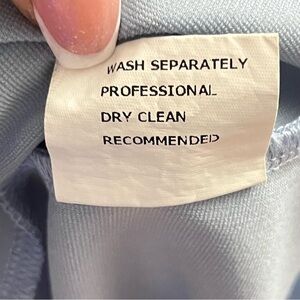 WASH SEPARATELY
PROFESSIONAL
DRY CLEAN
RECOMMENDED